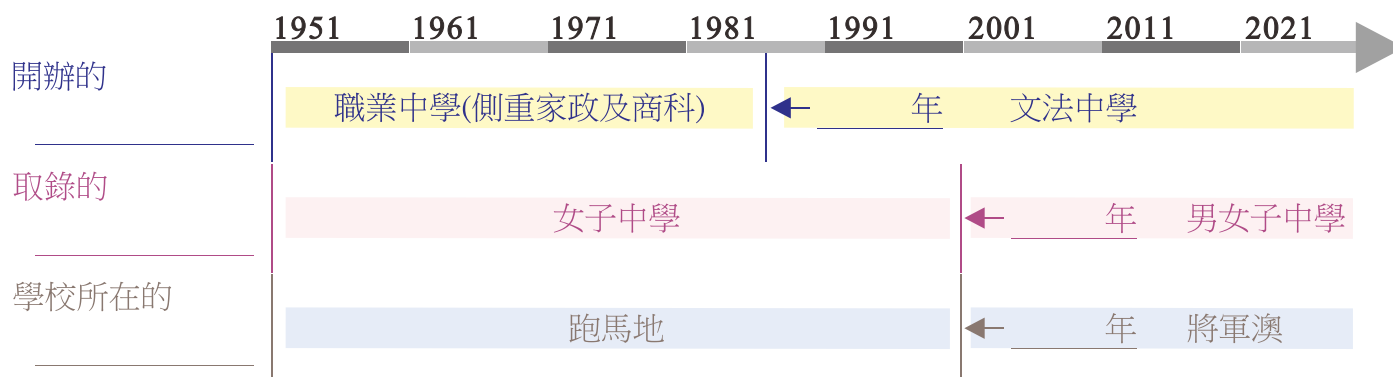 1951 1961 1971 1981 1991 2001 2011 2021
開辦的
職業中學(側重家政及商科) 年 文法中學
取錄的
女子中學 年 男女子中學
學校所在的
跑馬地 年 將軍澳